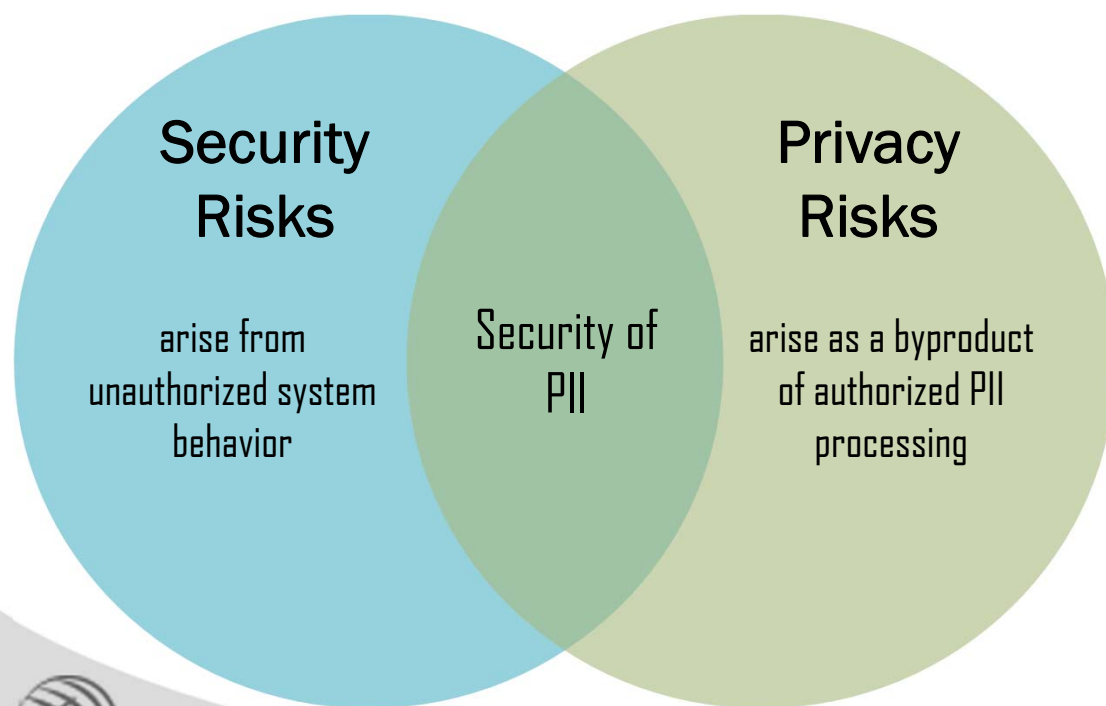 Security
Risks
arise from
unauthorized system
behavior
Security of
PII
Privacy
Risks
arise as a byproduct
of authorized PII
processing